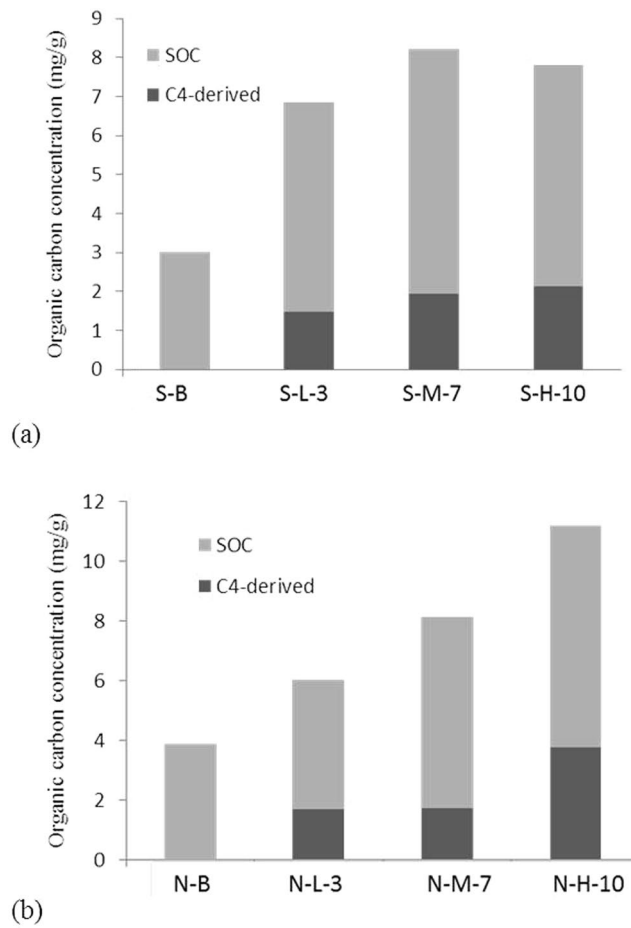 Organic carbon concentration (mg/g)
9
8
7
6
5
4
3
2
1
0
SOC
C4-derived
S-B S-L-3 S-M-7 S-H-10
(a)
Organic carbon concentration (mg/g)
12
10
8
6
4
2
0
SOC
C4-derived
N-B N-L-3 N-M-7 N-H-10
(b)